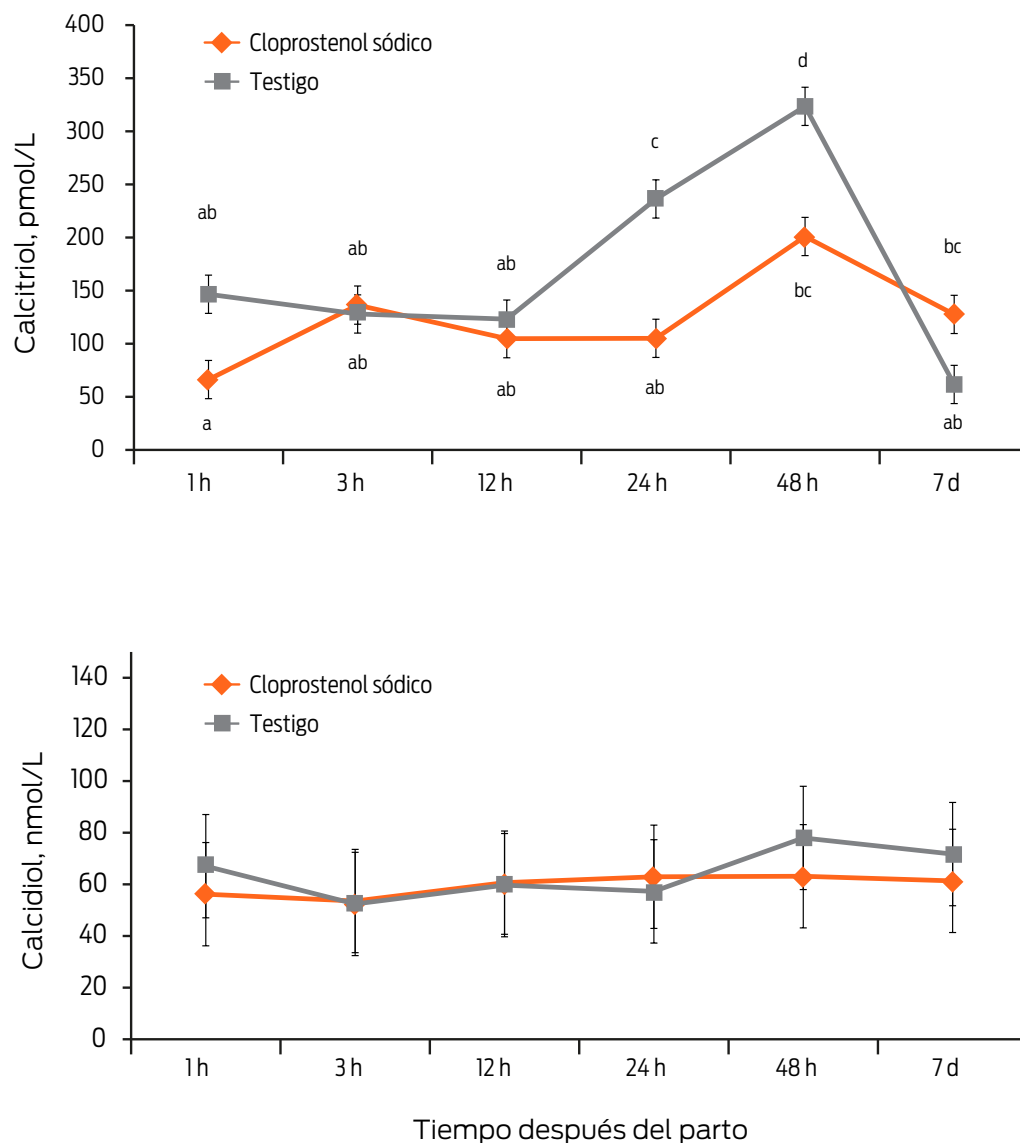 400
350
300
250
200
150
100
50
0
Calcitriol, pmol/L
Cloprostenol sódico
Testigo
d
c
ab
ab
ab
bc
bc
ab
ab
ab
a
ab
1 h 3 h 12 h 24 h 48 h 7 d
140
120
100
80
60
40
20
0
Calcidiol, nmol/L
Cloprostenol sódico
Testigo
1 h 3 h 12 h 24 h 48 h 7 d
Tiempo después del parto